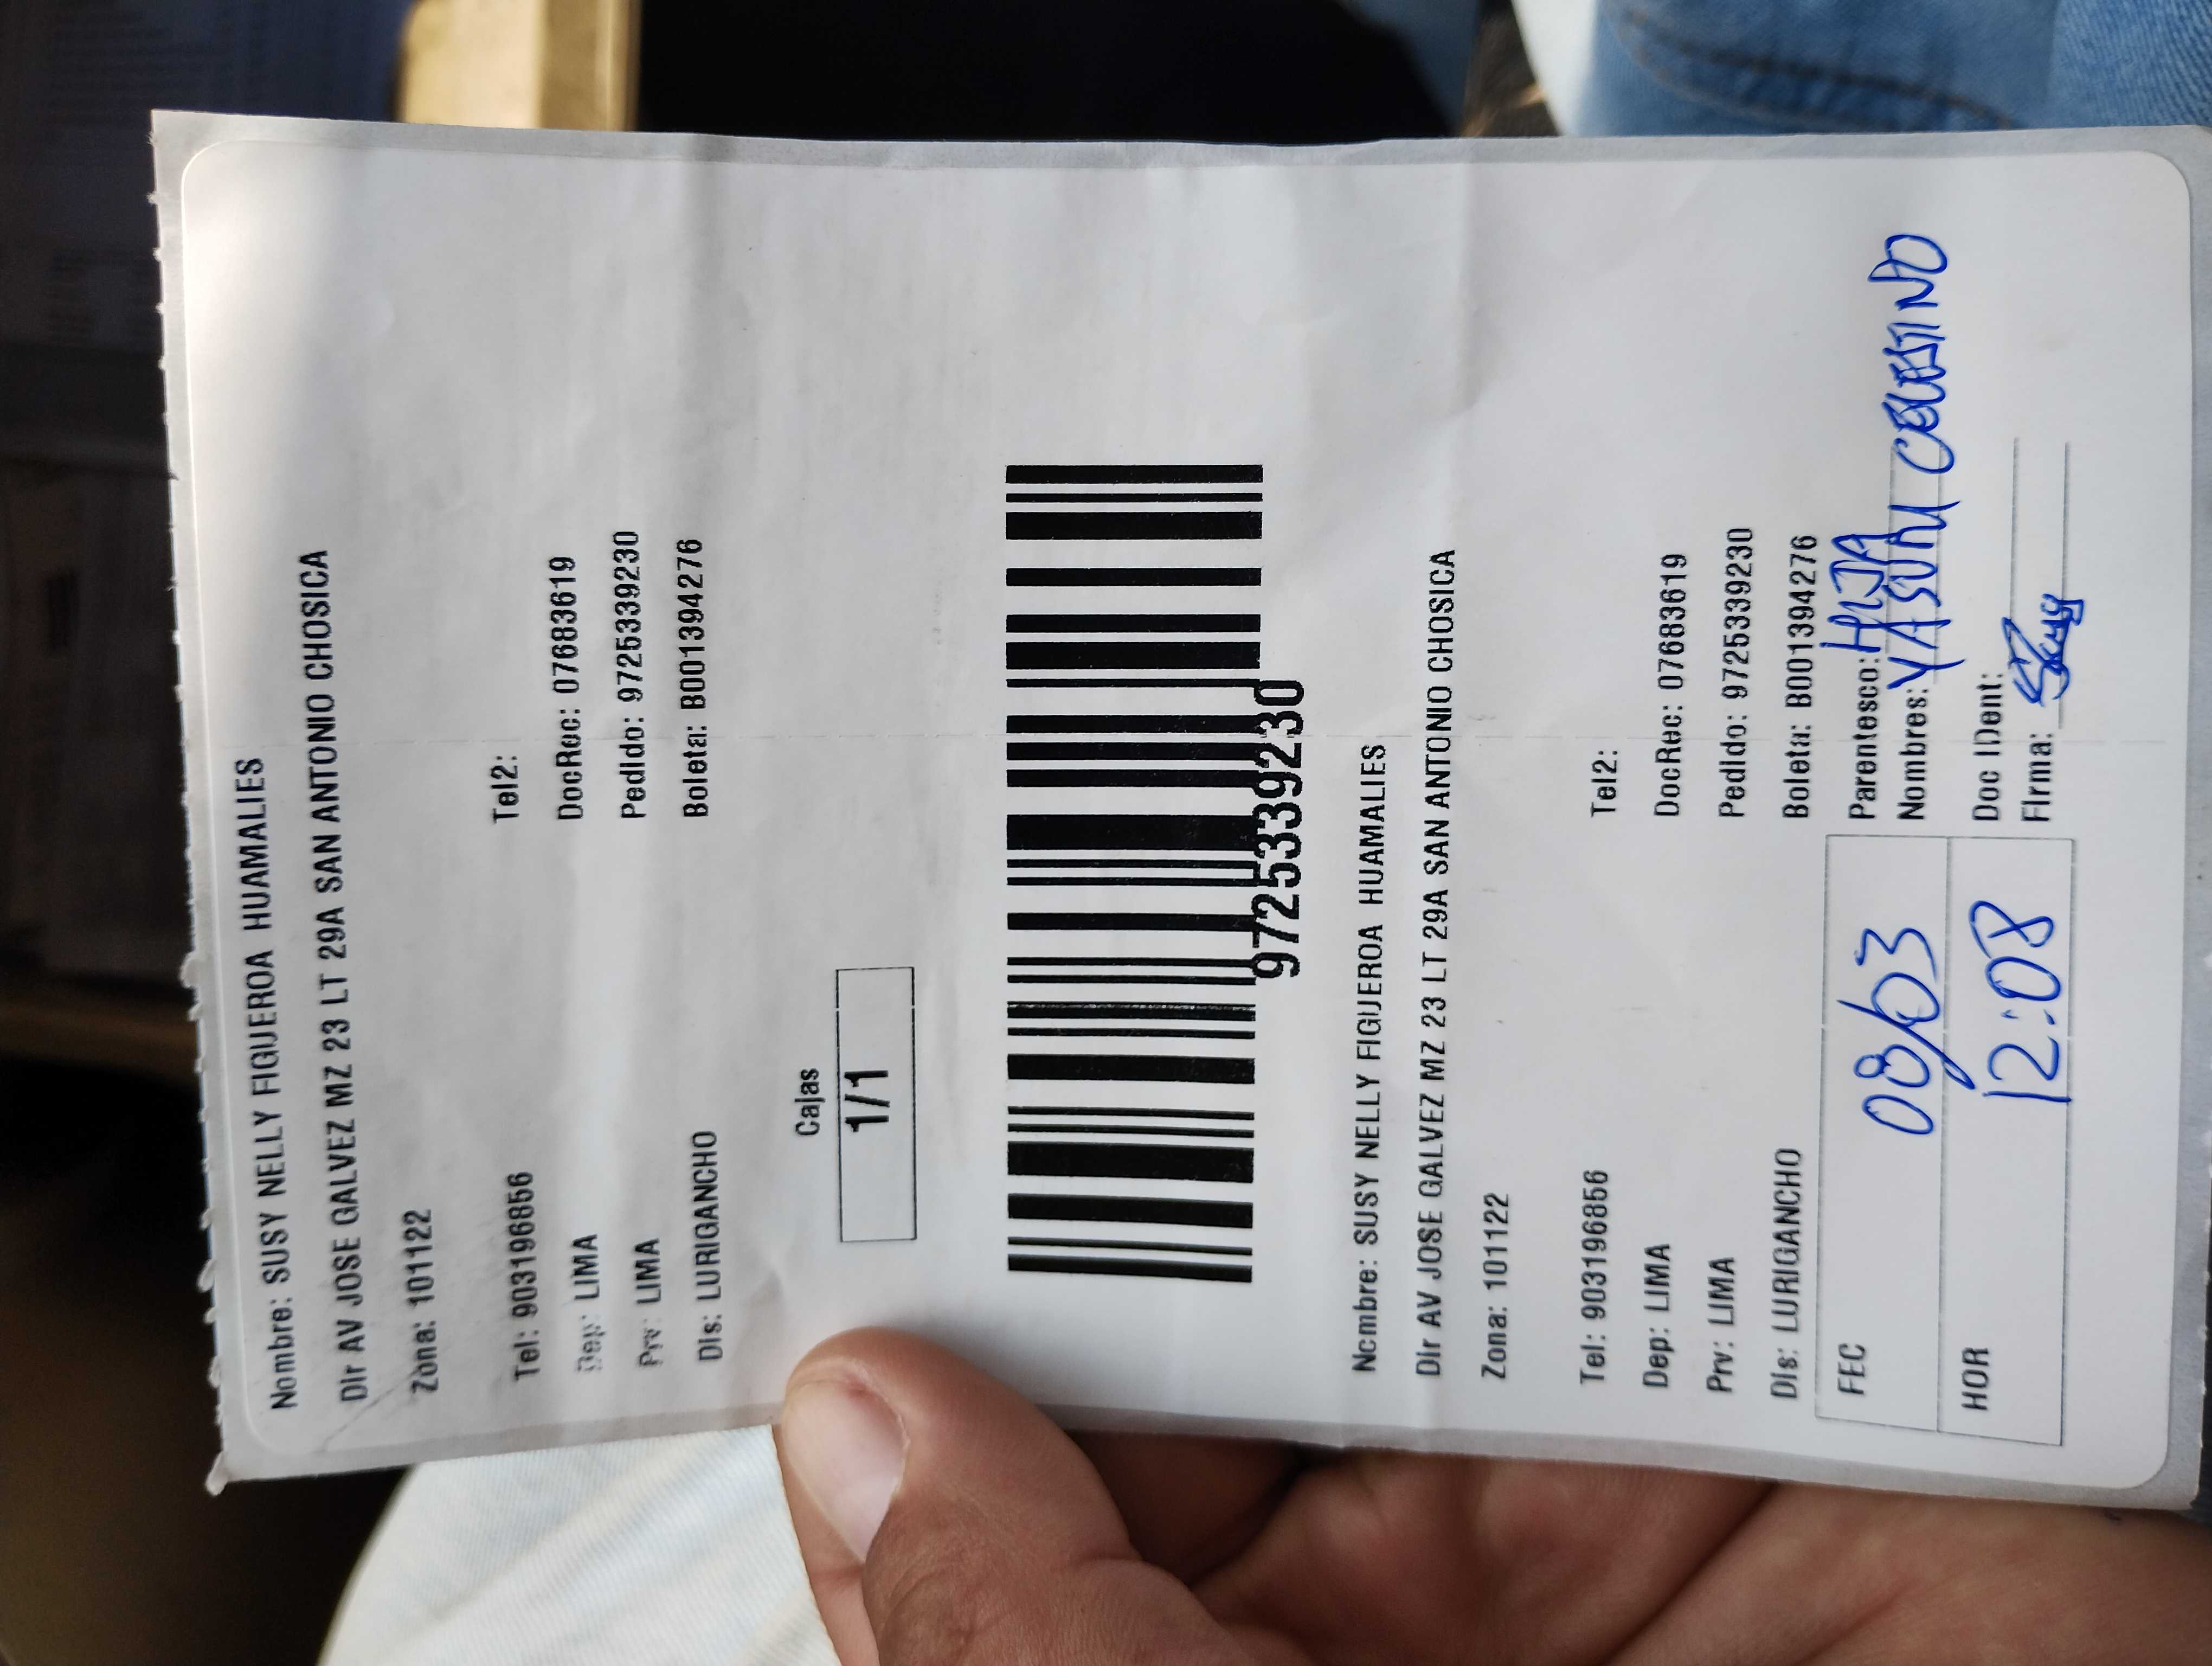 Nombre: SUSY NELLY FIGUEROA HUAMALIES
Dir AV JOSE GALVEZ MZ 23 LT 29A SAN ANTONIO CHOSICA
Zona: 101122
Tel: 903196856 Tel2:
Dep: LIMA DocRec: 07683619
Prv: LIMA Pedido: 9725339230
Dis: LURIGANCHO Boleta: B001394276
Cajas
1/1
9725339230
Nombre: SUSY NELLY FIGUEROA HUAMALIES
Dir AV JOSE GALVEZ MZ 23 LT 29A SAN ANTONIO CHOSICA
Zona: 101122
Tel: 903196856 Tel2:
Dep: LIMA DocRec: 07683619
Prv: LIMA Pedido: 9725339230
Dis: LURIGANCHO Boleta: B001394276
FEC 08/03 Parentesco: HIJA
Nombres: CELESTINO
HOR 12:08 Doc IDent:
Firma: